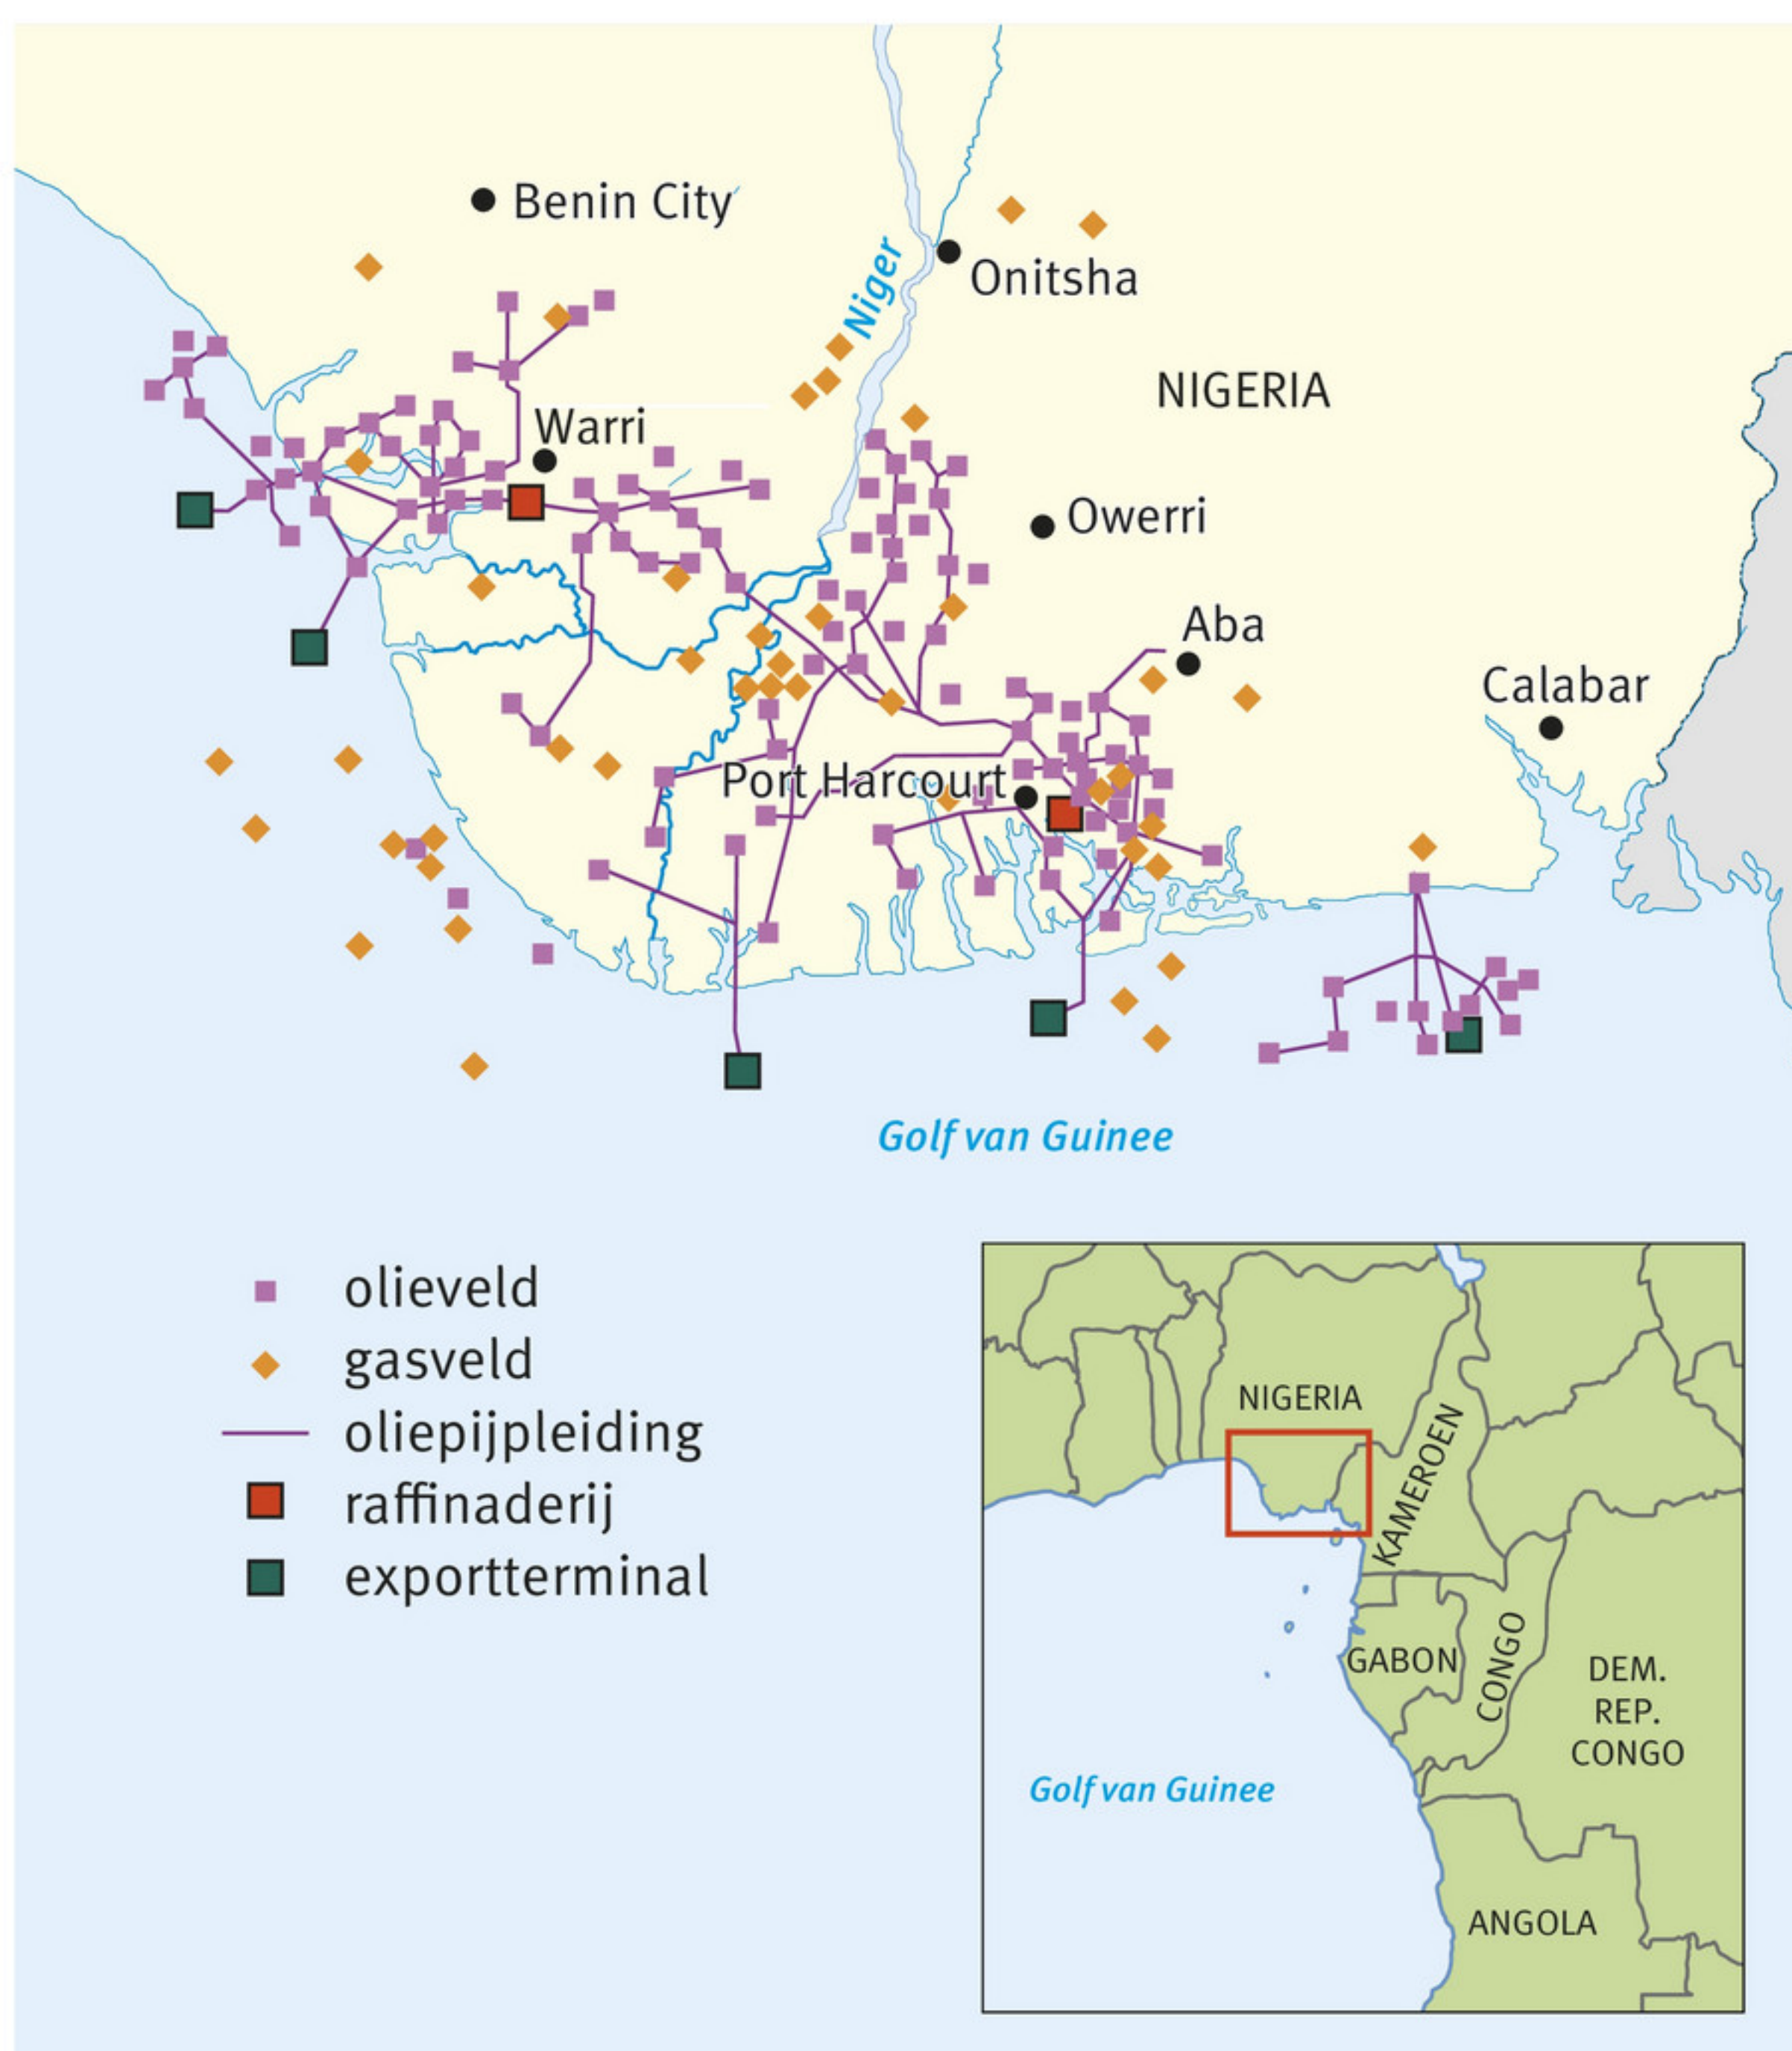 Benin City
Niger
Onitsha
NIGERIA
Warri
Owerri
Aba
Calabar
Port Harcourt
Golf van Guinee
olieveld
gasveld
oliepijpleiding
raffinaderij
exportterminal
NIGERIA
KAMEROEN
GABON
CONGO
DEM.
REP.
CONGO
Golf van Guinee
ANGOLA